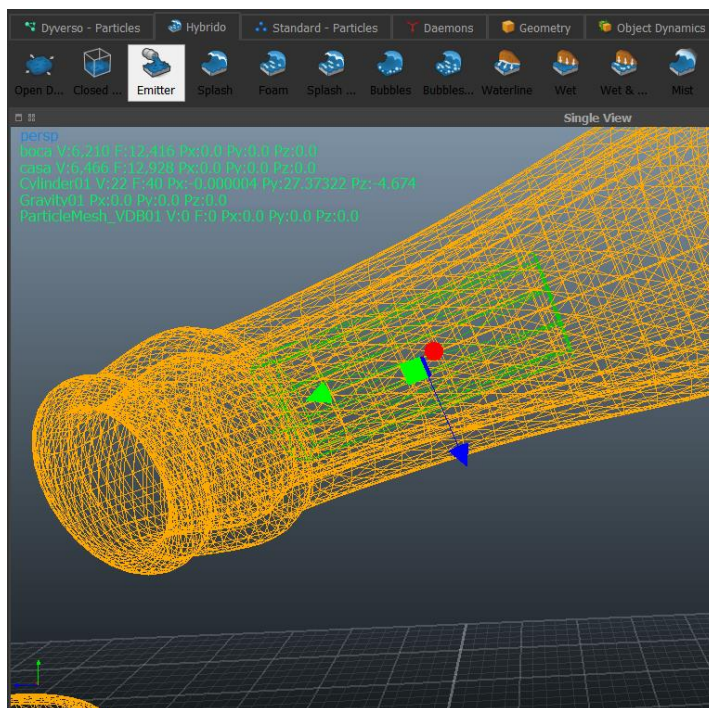 Dyverso - Particles Hybrido Standard - Particles Daemons Geometry Object Dynamics
Open D... Closed ... Emitter Splash Foam Splash ... Bubbles Bubbles... Waterline Wet Wet & ... Mist
Single View
persp
boca V:6,210 F:12,416 Px:0.0 Py:0.0 Pz:0.0
casa V:6,466 F:12,928 Px:0.0 Py:0.0 Pz:0.0
Cylinder01 V:22 F:40 Px:-0.000004 Py:27.37322 Pz:-4.674
Gravity01 Px:0.0 Py:0.0 Pz:0.0
ParticleMesh_VDB01 V:0 F:0 Px:0.0 Py:0.0 Pz:0.0